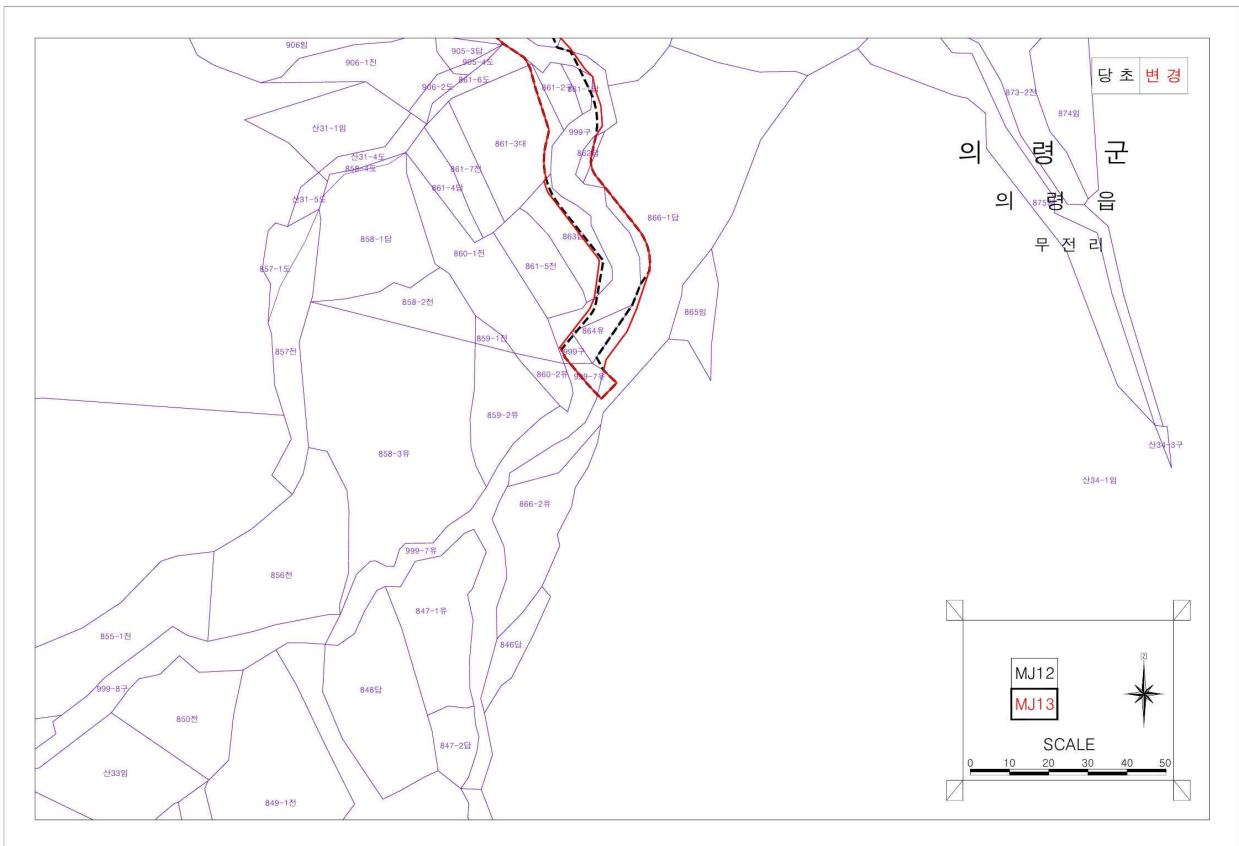 906임
905-3답
905-4도
906-1전
861-6도
906-2도
861-2구
당 초 변 경
873-2전
874임
산31-1임
999구
861-3대
862답
의 령 군
산31-4도
858-4도
861-7전
861-4답
산31-5도
의 령 읍
866-1답
858-1답
860-1전
무 전 리
861-5전
857-1도
858-2전
865임
864유
859-1전
857전
999구
860-2유
999-7유
859-2유
산34-3구
858-3유
산34-1임
866-2유
999-7유
856전
847-1유
855-1전
846답
MJ12
999-8구
848답
MJ13
850전
847-2답
SCALE
산33임
0 10 20 30 40 50
849-1전